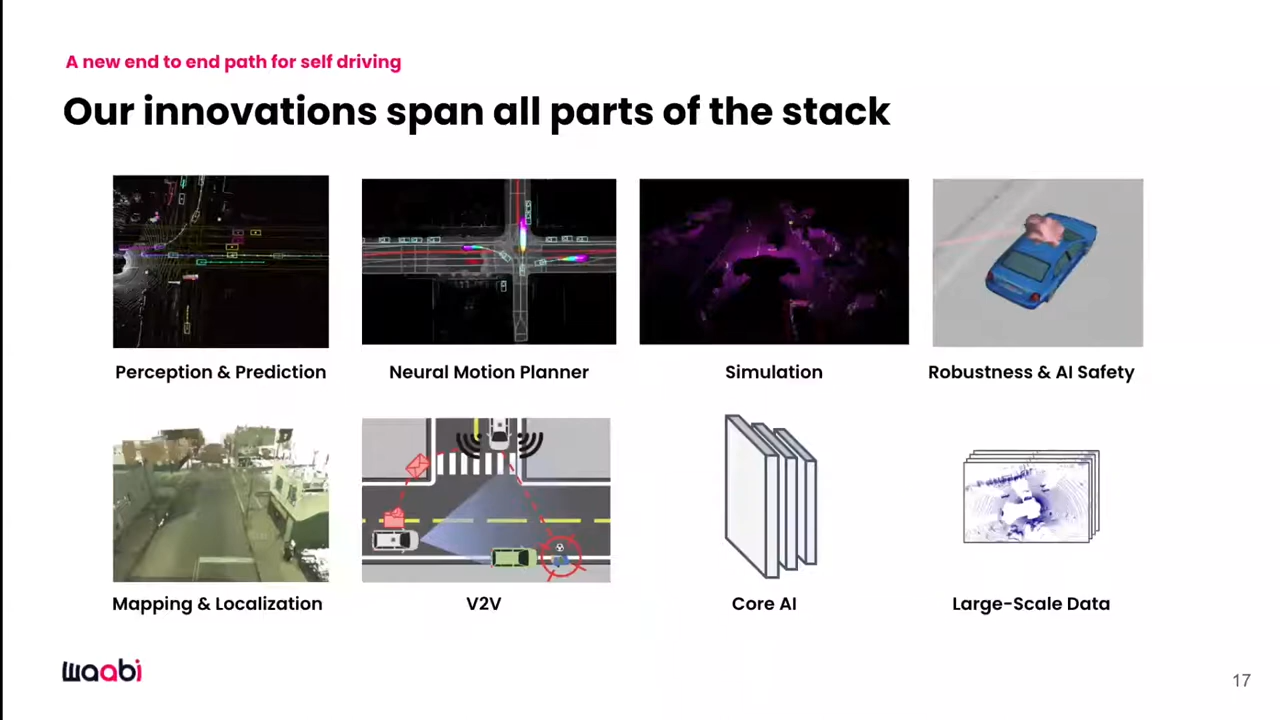 A new end to end path for self driving
Our innovations span all parts of the stack
Perception & Prediction
Neural Motion Planner
Simulation
Robustness & AI Safety
Mapping & Localization
V2V
Core AI
Large-Scale Data
waabi
17